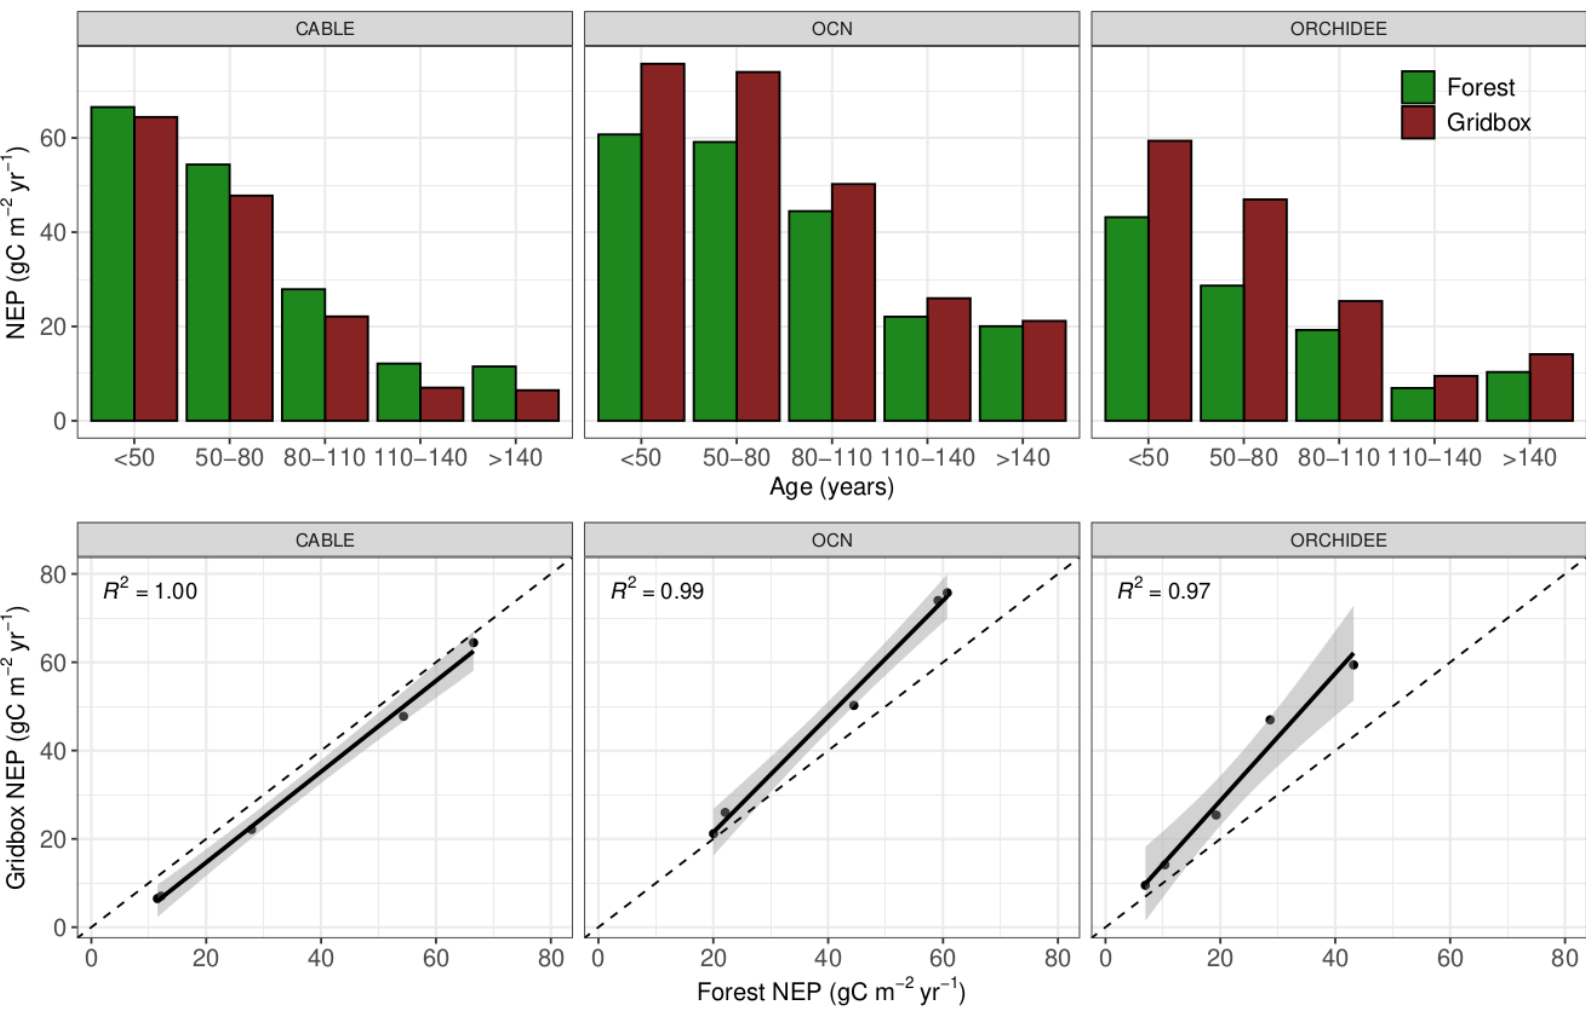 CABLE OCN ORCHIDEE
Forest
Gridbox
NEP (gC m⁻² yr⁻¹)
60
40
20
0
<50 50–80 80–110 110–140 >140 <50 50–80 80–110 110–140 >140 <50 50–80 80–110 110–140 >140
Age (years)
CABLE OCN ORCHIDEE
R² = 1.00 R² = 0.99 R² = 0.97
Gridbox NEP (gC m⁻² yr⁻¹)
80
60
40
20
0
0 20 40 60 80 0 20 40 60 80 0 20 40 60 80
Forest NEP (gC m⁻² yr⁻¹)